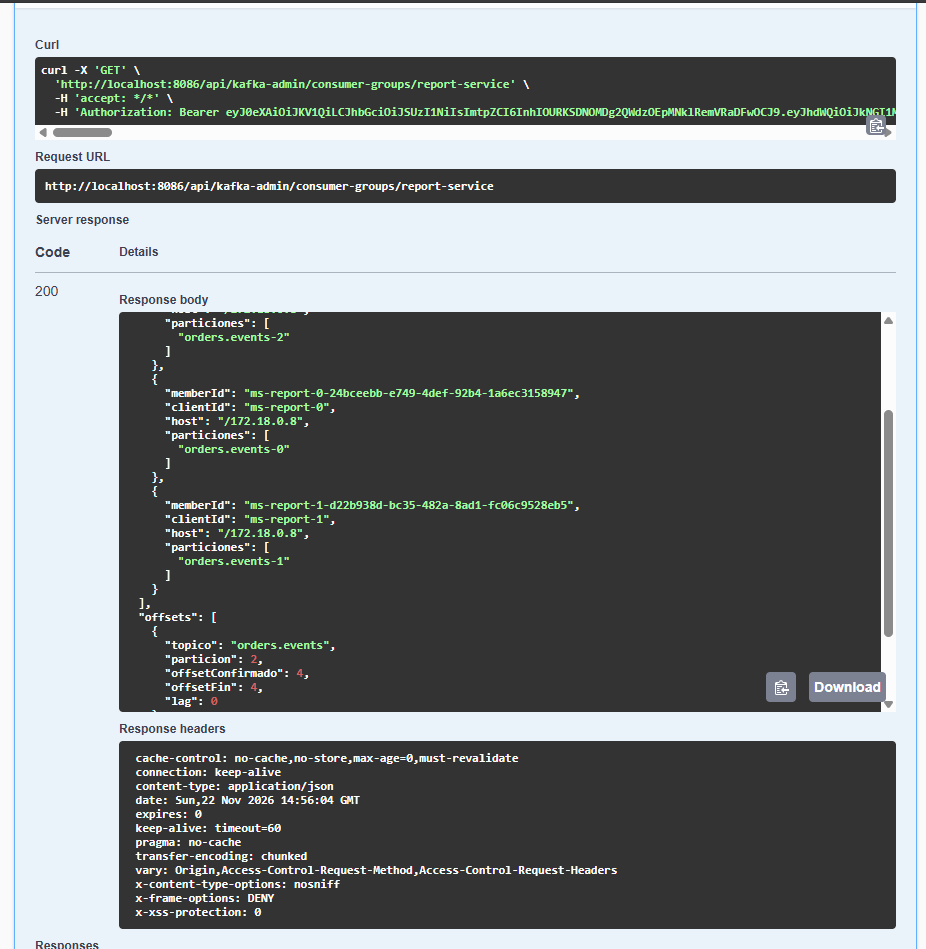 Curl
curl -X 'GET' \
'http://localhost:8086/api/kafka-admin/consumer-groups/report-service' \
-H 'accept: */*' \
-H 'Authorization: Bearer
Request URL
http://localhost:8086/api/kafka-admin/consumer-groups/report-service
Server response
Code Details
200
Response body
"particiones": [
"orders.events-2"
]
},
{
"memberId": "ms-report-0-24bceebb-e749-4def-92b4-1a6ec3158947",
"clientId": "ms-report-0",
"host": "/172.18.0.8",
"particiones": [
"orders.events-0"
]
},
{
"memberId": "ms-report-1-d22b938d-bc35-482a-8ad1-fc06c9528eb5",
"clientId": "ms-report-1",
"host": "/172.18.0.8",
"particiones": [
"orders.events-1"
]
}
],
"offsets": [
{
"topico": "orders.events",
"particion": 2,
"offsetConfirmado": 4,
"offsetFin": 4,
"lag": 0
Download
Response headers
cache-control: no-cache,no-store,max-age=0,must-revalidate
connection: keep-alive
content-type: application/json
date: Sun,22 Nov 2026 14:56:04 GMT
expires: 0
keep-alive: timeout=60
pragma: no-cache
transfer-encoding: chunked
vary: Origin,Access-Control-Request-Method,Access-Control-Request-Headers
x-content-type-options: nosniff
x-frame-options: DENY
x-xss-protection: 0
Responses